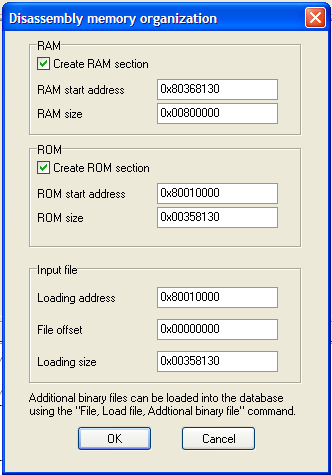 Disassembly memory organization
RAM
Create RAM section
RAM start address 0x80368130
RAM size 0x00800000
ROM
Create ROM section
ROM start address 0x80010000
ROM size 0x00358130
Input file
Loading address 0x80010000
File offset 0x00000000
Loading size 0x00358130
Additional binary files can be loaded into the database
using the "File, Load file, Addtional binary file" command.
OK Cancel